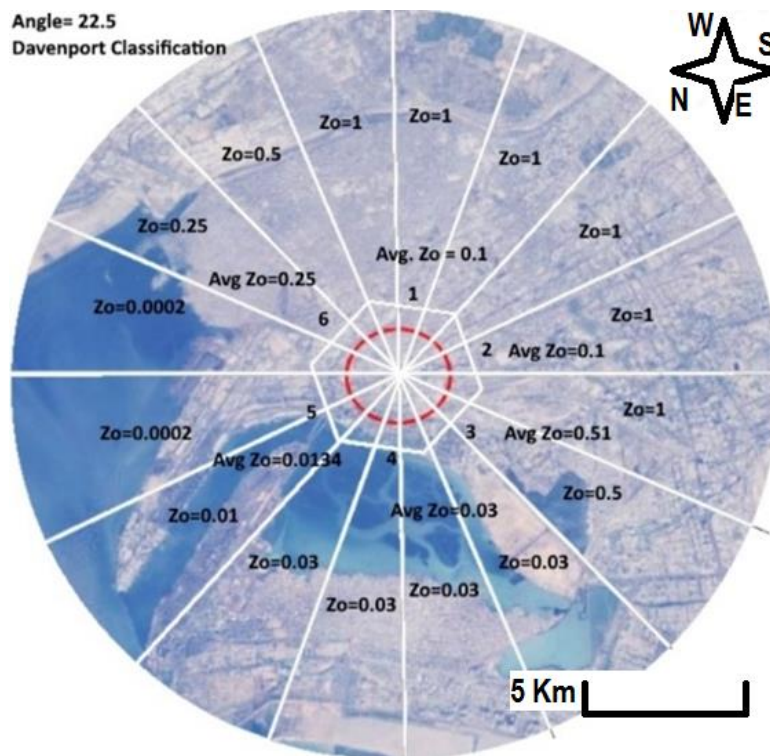 Angle= 22.5
Davenport Classification
W
S
N
E
Zo=1
Zo=1
Zo=0.5
Zo=1
Zo=0.25
Zo=1
Avg. Zo = 0.1
Avg Zo=0.25
1
Zo=0.0002
6
Zo=1
2
Avg Zo=0.1
5
Zo=1
Zo=0.0002
3
Avg Zo=0.51
Avg Zo=0.0134
4
Zo=0.5
Zo=0.01
Avg Zo=0.03
Zo=0.03
Zo=0.03
Zo=0.03
Zo=0.03
5 Km